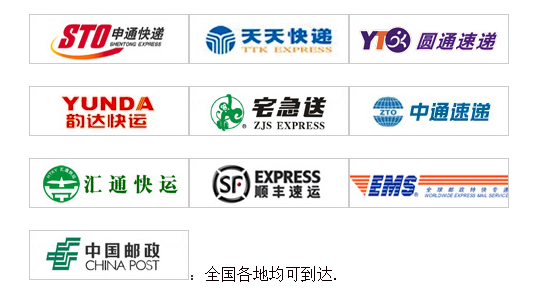 STO 申通快递
SHENTONG EXPRESS
天天快递
TTK EXPRESS
YTO 圆通速递
YUNDA
韵达快运
宅急送
® ZJS EXPRESS
ZTO 中通速递
汇通快运
SF EXPRESS
顺丰速运
EMS® 全球邮政特快专递
WORLDWIDE EXPRESS MAIL SERVICE
中国邮政
CHINA POST
：全国各地均可到达.